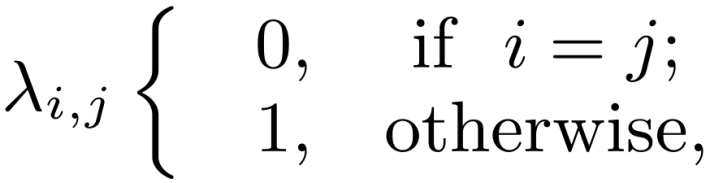 λ_{i,j} { 0, if i = j;
1, otherwise,